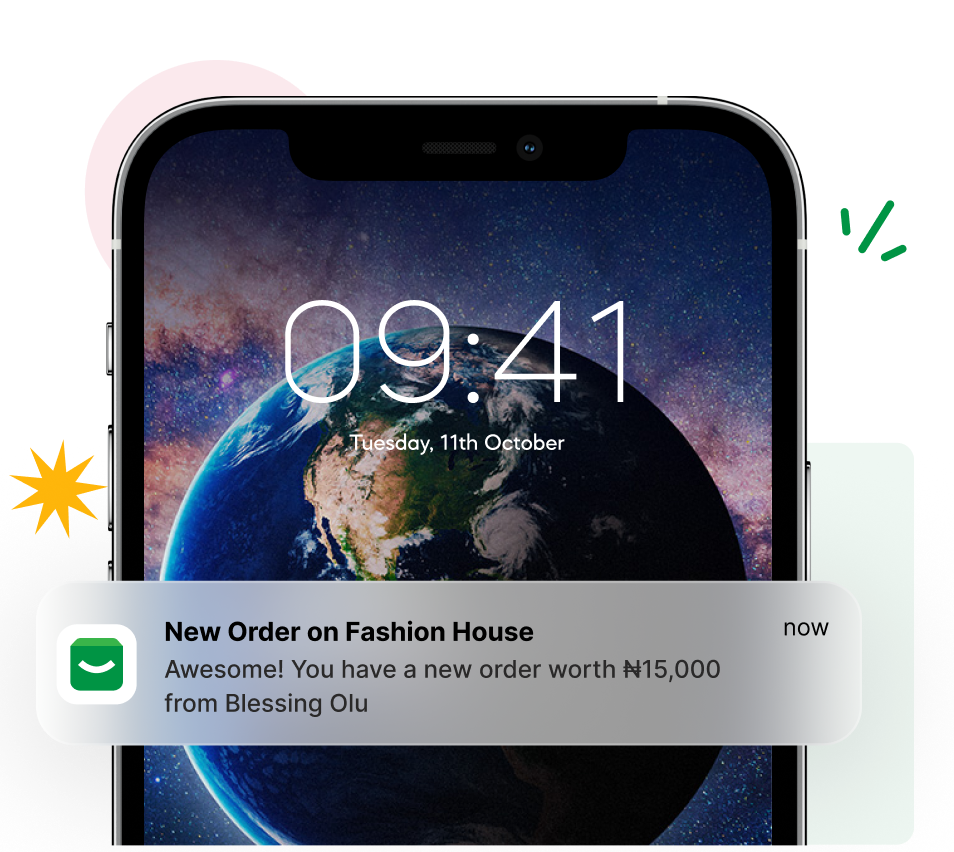 09:41
Tuesday, 11th October
New Order on Fashion House
now
Awesome! You have a new order worth ₦15,000
from Blessing Olu